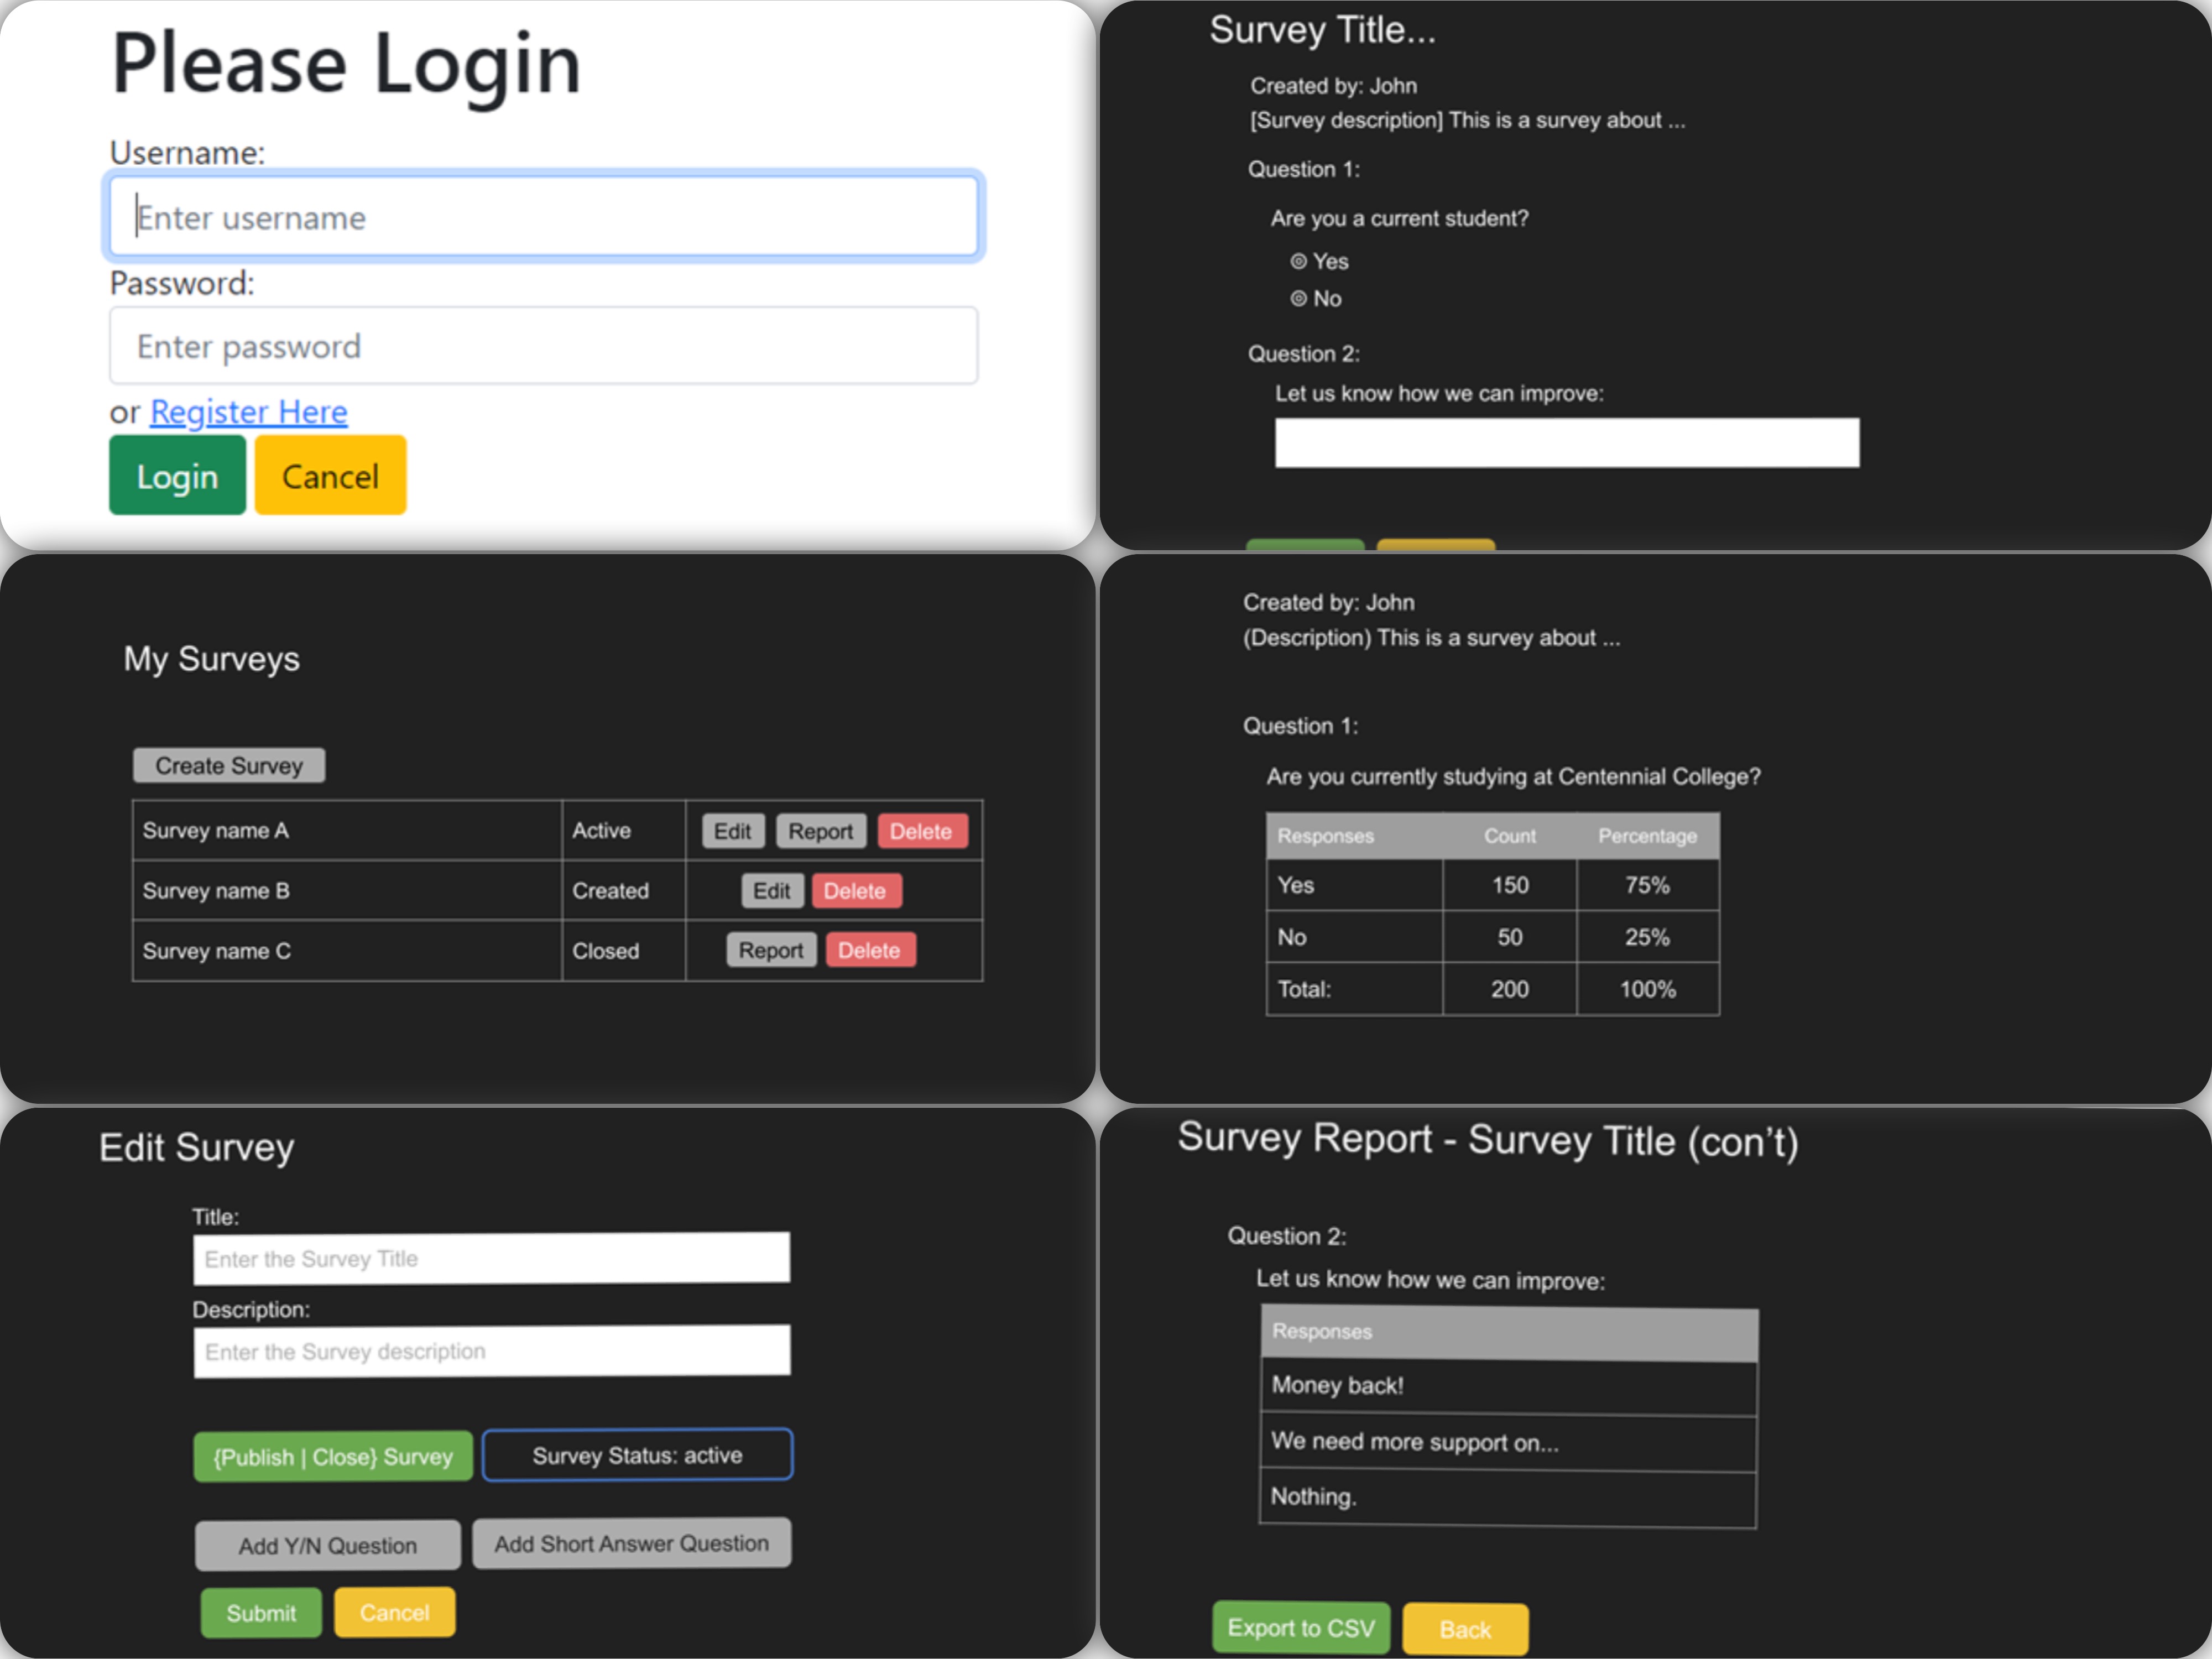 Please Login
Username:
Enter username
Password:
Enter password
or Register Here
Login Cancel
Survey Title...
Created by: John
[Survey description] This is a survey about ...
Question 1:
Are you a current student?
Yes
No
Question 2:
Let us know how we can improve:
My Surveys
Create Survey
Survey name A Active Edit Report Delete
Survey name B Created Edit Delete
Survey name C Closed Report Delete
Created by: John
(Description) This is a survey about ...
Question 1:
Are you currently studying at Centennial College?
Responses Count Percentage
Yes 150 75%
No 50 25%
Total: 200 100%
Edit Survey
Title:
Enter the Survey Title
Description:
Enter the Survey description
{Publish | Close} Survey Survey Status: active
Add Y/N Question Add Short Answer Question
Submit Cancel
Survey Report - Survey Title (con’t)
Question 2:
Let us know how we can improve:
Responses
Money back!
We need more support on...
Nothing.
Export to CSV Back